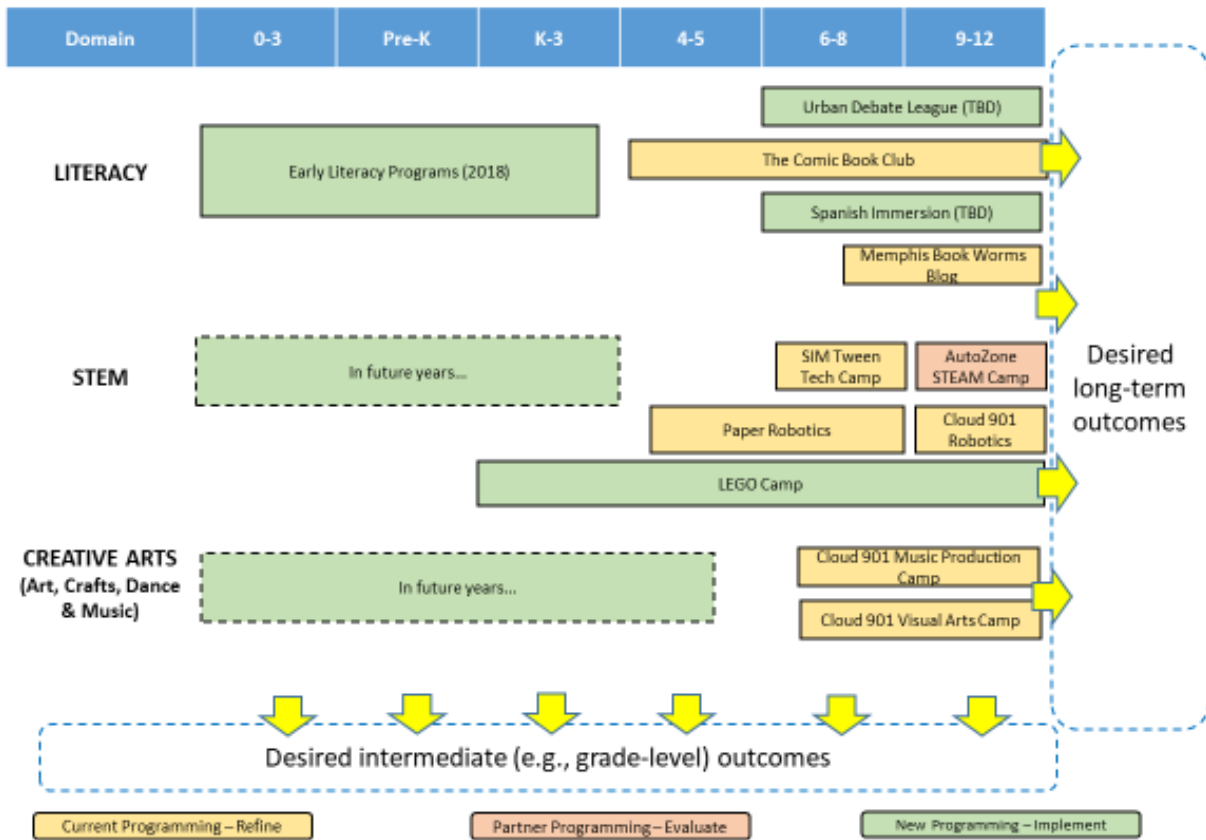 Domain 0-3 Pre-K K-3 4-5 6-8 9-12
LITERACY
Early Literacy Programs (2018)
Urban Debate League (TBD)
The Comic Book Club
Spanish Immersion (TBD)
Memphis Book Worms
Blog
STEM
In future years...
SIM Tween
Tech Camp
AutoZone
STEAM Camp
Paper Robotics
Cloud 901
Robotics
LEGO Camp
CREATIVE ARTS
(Art, Crafts, Dance
& Music)
In future years...
Cloud 901 Music Production
Camp
Cloud 901 Visual Arts Camp
Desired
long-term
outcomes
Desired intermediate (e.g., grade-level) outcomes
Current Programming – Refine
Partner Programming – Evaluate
New Programming – Implement